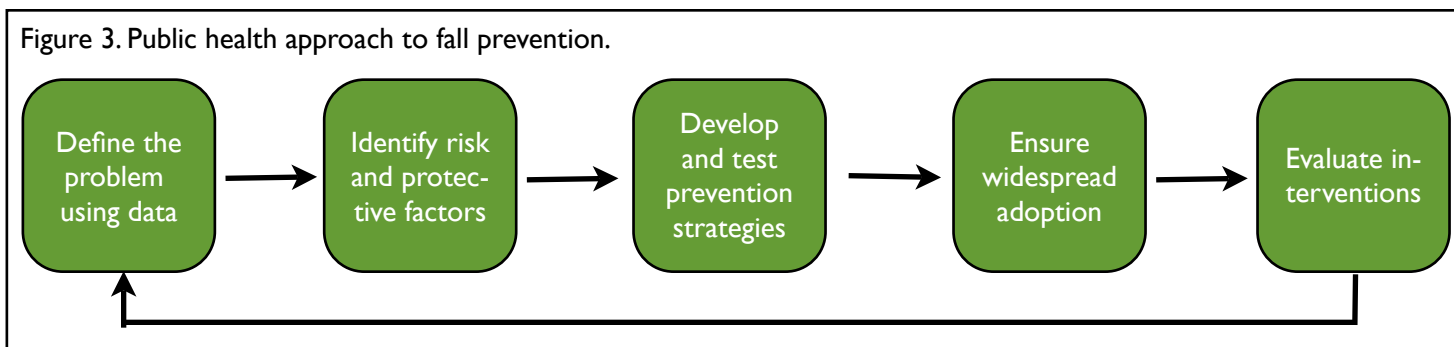 Figure 3. Public health approach to fall prevention.
Define the
problem
using data
Identify risk
and protec-
tive factors
Develop
and test
prevention
strategies
Ensure
widespread
adoption
Evaluate in-
terventions